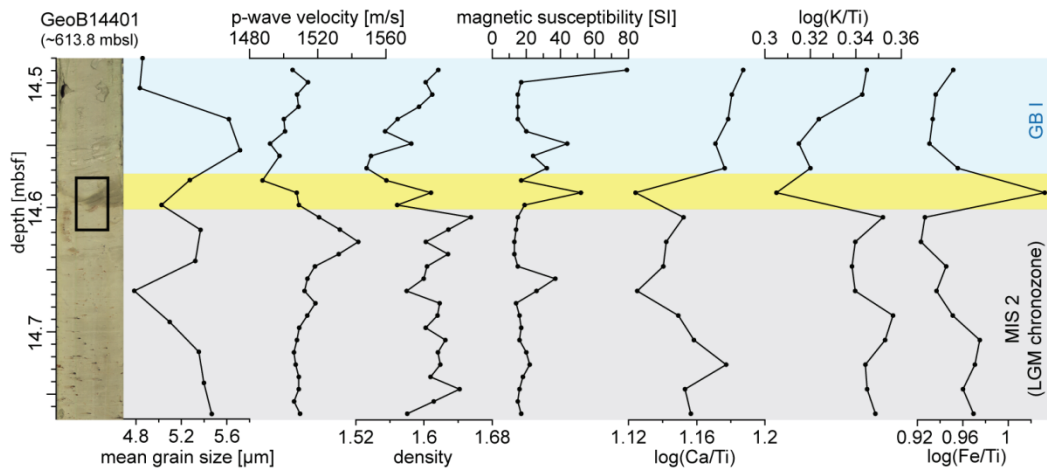 GeoB14401
(~613.8 mbsl)
p-wave velocity [m/s]
1480 1520 1560
magnetic susceptibility [SI]
0 20 40 60 80
log(K/Ti)
0.3 0.32 0.34 0.36
depth [mbsf]
14.5
14.6
14.7
GB I
MIS 2
(LGM chronozone)
4.8 5.2 5.6
mean grain size [µm]
1.52 1.6 1.68
density
1.12 1.16 1.2
log(Ca/Ti)
0.92 0.96 1
log(Fe/Ti)